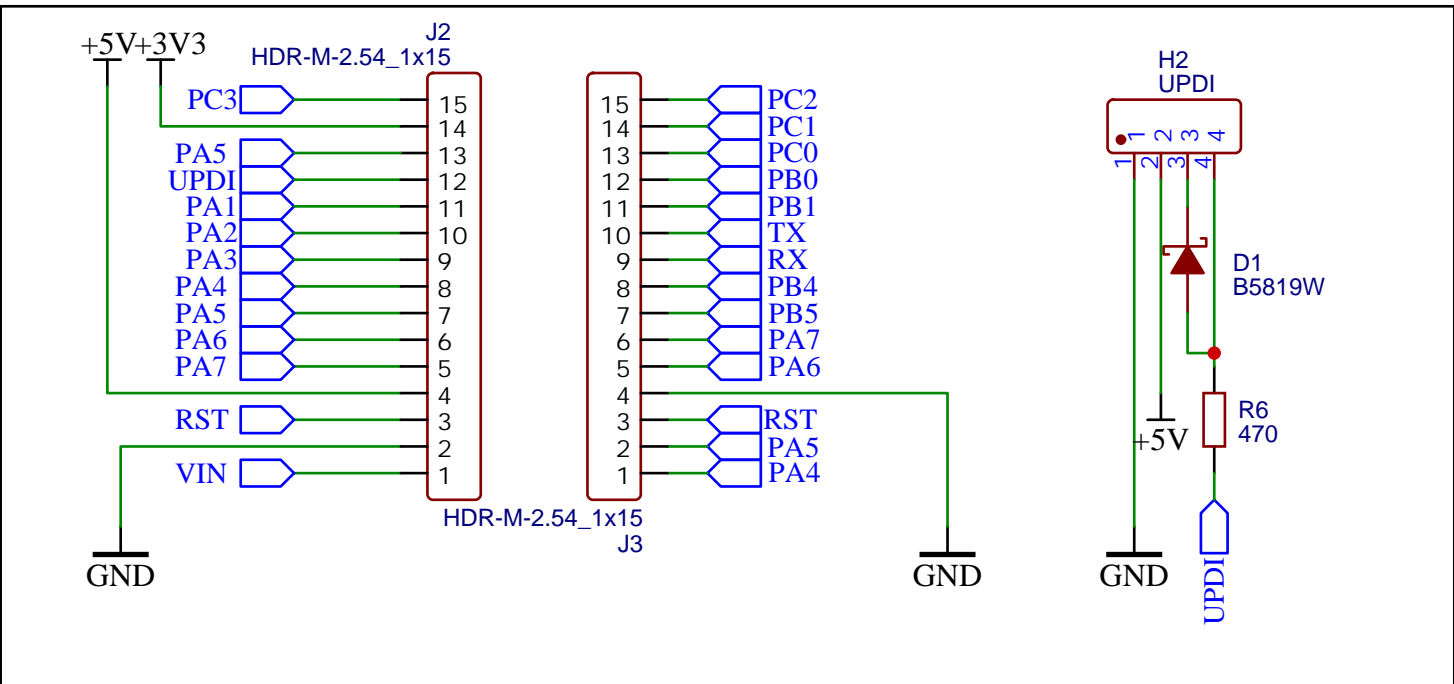 +5V+3V3
J2
HDR-M-2.54_1x15
PC3
15
14
PA5
13
UPDI
12
PA1
11
PA2
10
PA3
9
PA4
8
PA5
7
PA6
6
PA7
5
4
RST
3
2
VIN
1
GND
15
PC2
14
PC1
13
PC0
12
PB0
11
PB1
10
TX
9
RX
8
PB4
7
PB5
6
PA7
5
PA6
4
3
RST
2
PA5
1
PA4
HDR-M-2.54_1x15
J3
GND
H2
UPDI
1 2 3 4
1 2 3 4
D1
B5819W
+5V
R6
470
GND
UPDI